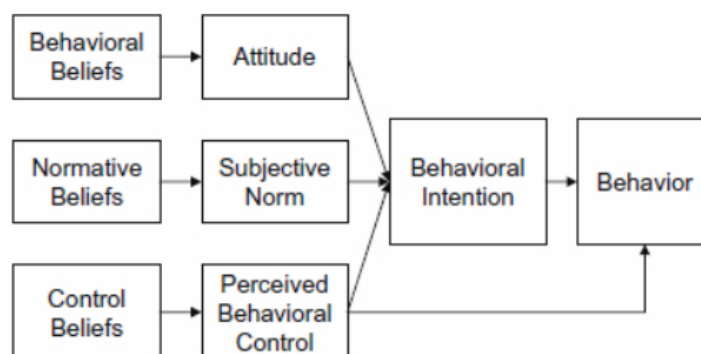 Behavioral
Beliefs
Attitude
Normative
Beliefs
Subjective
Norm
Behavioral
Intention
Behavior
Control
Beliefs
Perceived
Behavioral
Control